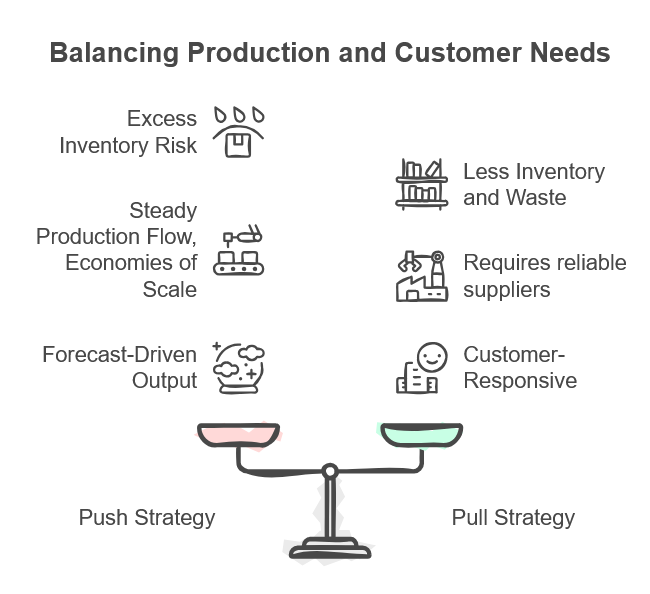 Balancing Production and Customer Needs
Excess
Inventory Risk
Steady
Production Flow,
Economies of
Scale
Forecast-Driven
Output
Less Inventory
and Waste
Requires reliable
suppliers
Customer-
Responsive
Push Strategy
Pull Strategy